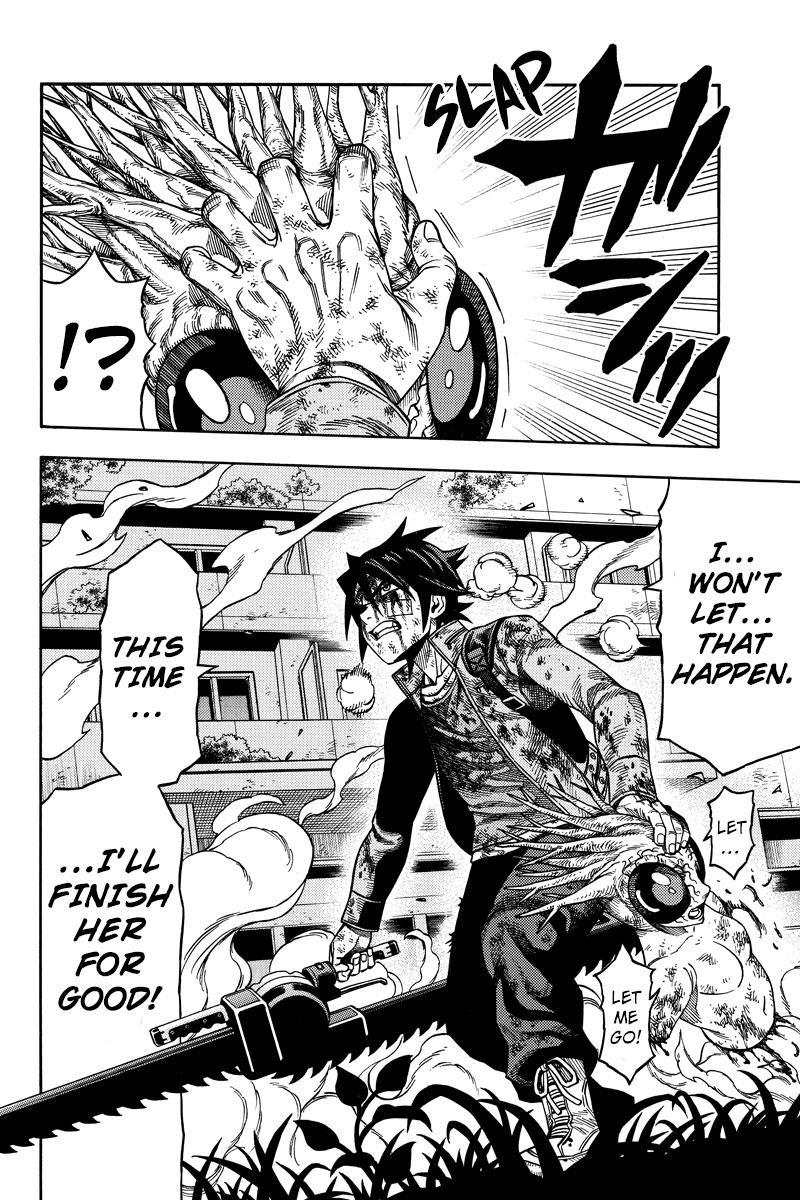 SLAP
ガシッ
!?
I...
WON'T
LET...
THAT
HAPPEN.
THIS
TIME
...
LET
...
LET
ME
GO!
...I'LL
FINISH
HER
FOR
GOOD!